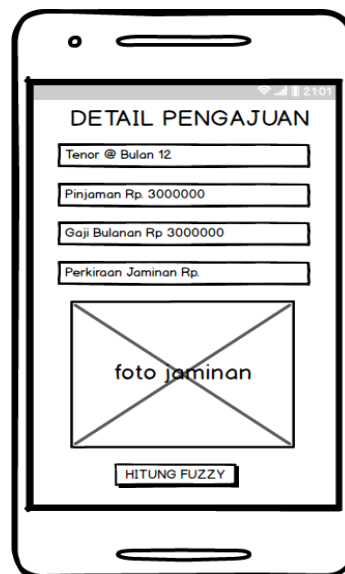 21:01
DETAIL PENGAJUAN
Tenor @ Bulan 12
Pinjaman Rp. 3000000
Gaji Bulanan Rp 3000000
Perkiraan Jaminan Rp.
foto jaminan
HITUNG FUZZY